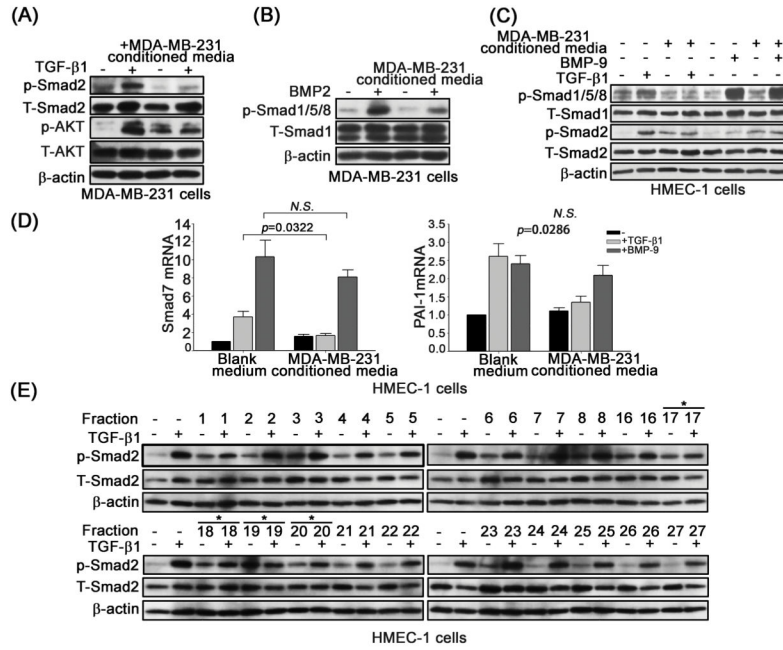 (A)
+MDA-MB-231
conditioned media
TGF-β1 - + - +
p-Smad2
T-Smad2
p-AKT
T-AKT
β-actin
MDA-MB-231 cells
(B)
MDA-MB-231
conditioned media
BMP2 - + - +
p-Smad1/5/8
T-Smad1
β-actin
MDA-MB-231 cells
(C)
MDA-MB-231
conditioned media - - + + - - + +
BMP-9 - - - - - + - +
TGF-β1 - + - + - - - -
p-Smad1/5/8
T-Smad1
p-Smad2
T-Smad2
β-actin
HMEC-1 cells
(D)
Smad7 mRNA
14
12
10
8
6
4
2
0
N.S.
p=0.0322
Blank
medium
MDA-MB-231
conditioned media
PAI-1mRNA
3.5
3.0
2.5
2.0
1.5
1.0
0.0
N.S.
p=0.0286
-
+TGF-β1
+BMP-9
Blank
medium
MDA-MB-231
conditioned media
HMEC-1 cells
(E)
Fraction - - 1 1 2 2 3 3 4 4 5 5
TGF-β1 - + - + - + - + - + - +
p-Smad2
T-Smad2
β-actin
*
- - 6 6 7 7 8 8 16 16 17 17
- + - + - + - + - + - +
* * *
Fraction - - 18 18 19 19 20 20 21 21 22 22
TGF-β1 - + - + - + - + - + - +
p-Smad2
T-Smad2
β-actin
- - 23 23 24 24 25 25 26 26 27 27
- + - + - + - + - + - +
HMEC-1 cells